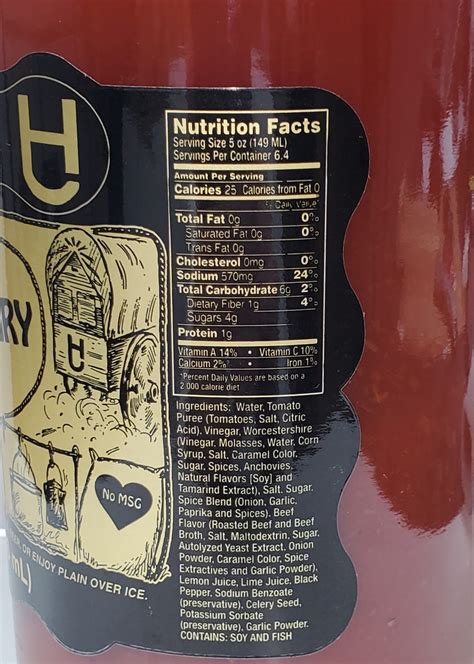 HC
Nutrition Facts
Serving Size 5 oz (149 ML)
Servings Per Container 6.4
Amount Per Serving
Calories 25 Calories from Fat 0
% Daily Value*
Total Fat 0g 0%
Saturated Fat 0g 0%
Trans Fat 0g
Cholesterol 0mg 0%
Sodium 570mg 24%
Total Carbohydrate 6g 2%
Dietary Fiber 1g 4%
Sugars 4g
Protein 1g
Vitamin A 14% • Vitamin C 10%
Calcium 2% • Iron 1%
*Percent Daily Values are based on a
2,000 calorie diet
Ingredients: Water, Tomato
Puree (Tomatoes, Salt, Citric
Acid), Vinegar, Worcestershire
(Vinegar, Molasses, Water, Corn
Syrup, Salt, Caramel Color,
Sugar, Spices, Anchovies,
Natural Flavors [Soy] and
Tamarind Extract), Salt, Sugar,
Spice Blend (Onion, Garlic,
Paprika and Spices), Beef
Flavor (Roasted Beef and Beef
Broth, Salt, Maltodextrin, Sugar,
Autolyzed Yeast Extract, Onion
Powder, Caramel Color, Spice
Extractives and Garlic Powder),
Lemon Juice, Lime Juice, Black
Pepper, Sodium Benzoate
(preservative), Celery Seed,
Potassium Sorbate
(preservative), Garlic Powder.
CONTAINS: SOY AND FISH
RY
HC
No MSG
OR ENJOY PLAIN OVER ICE.
mL)